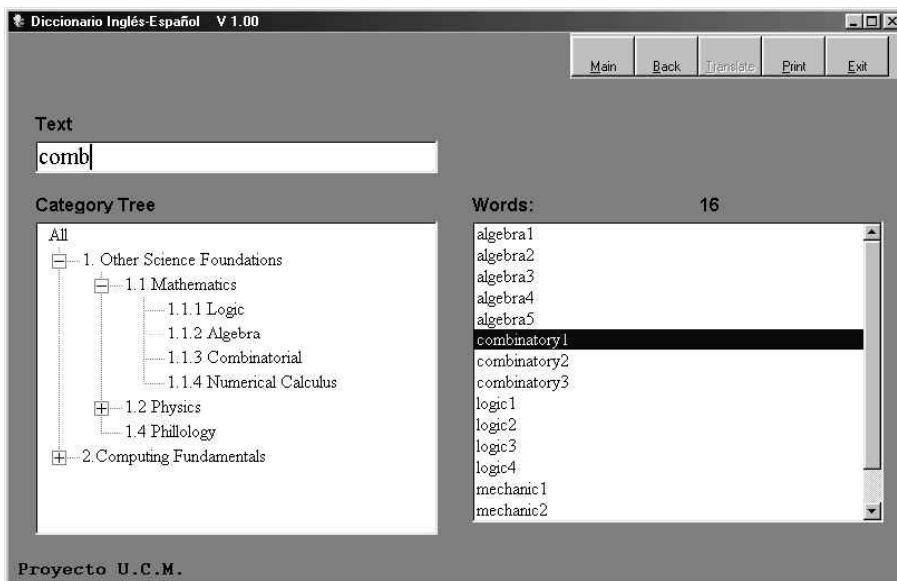 Diccionario Inglés-Español V 1.00
Main Back Translate Print Exit
Text
comb
Category Tree
All
1. Other Science Foundations
1.1 Mathematics
1.1.1 Logic
1.1.2 Algebra
1.1.3 Combinatorial
1.1.4 Numerical Calculus
1.2 Physics
1.4 Phillology
2.Computing Fundamentals
Words: 16
algebra1
algebra2
algebra3
algebra4
algebra5
combinatory1
combinatory2
combinatory3
logic1
logic2
logic3
logic4
mechanic1
mechanic2
Proyecto U.C.M.